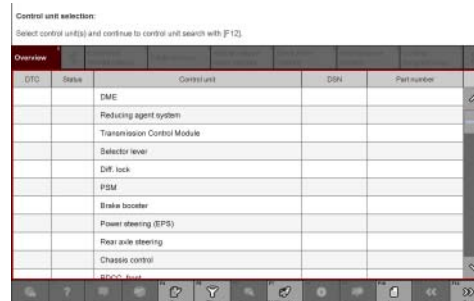 Control unit selection:
Select control unit(s) and continue to control unit search with [F12].
Overview
DTC Status Control unit DSN Part number
DME
Reducing agent system
Transmission Control Module
Selector lever
Diff. lock
PSM
Brake booster
Power steering (EPS)
Rear axle steering
Chassis control